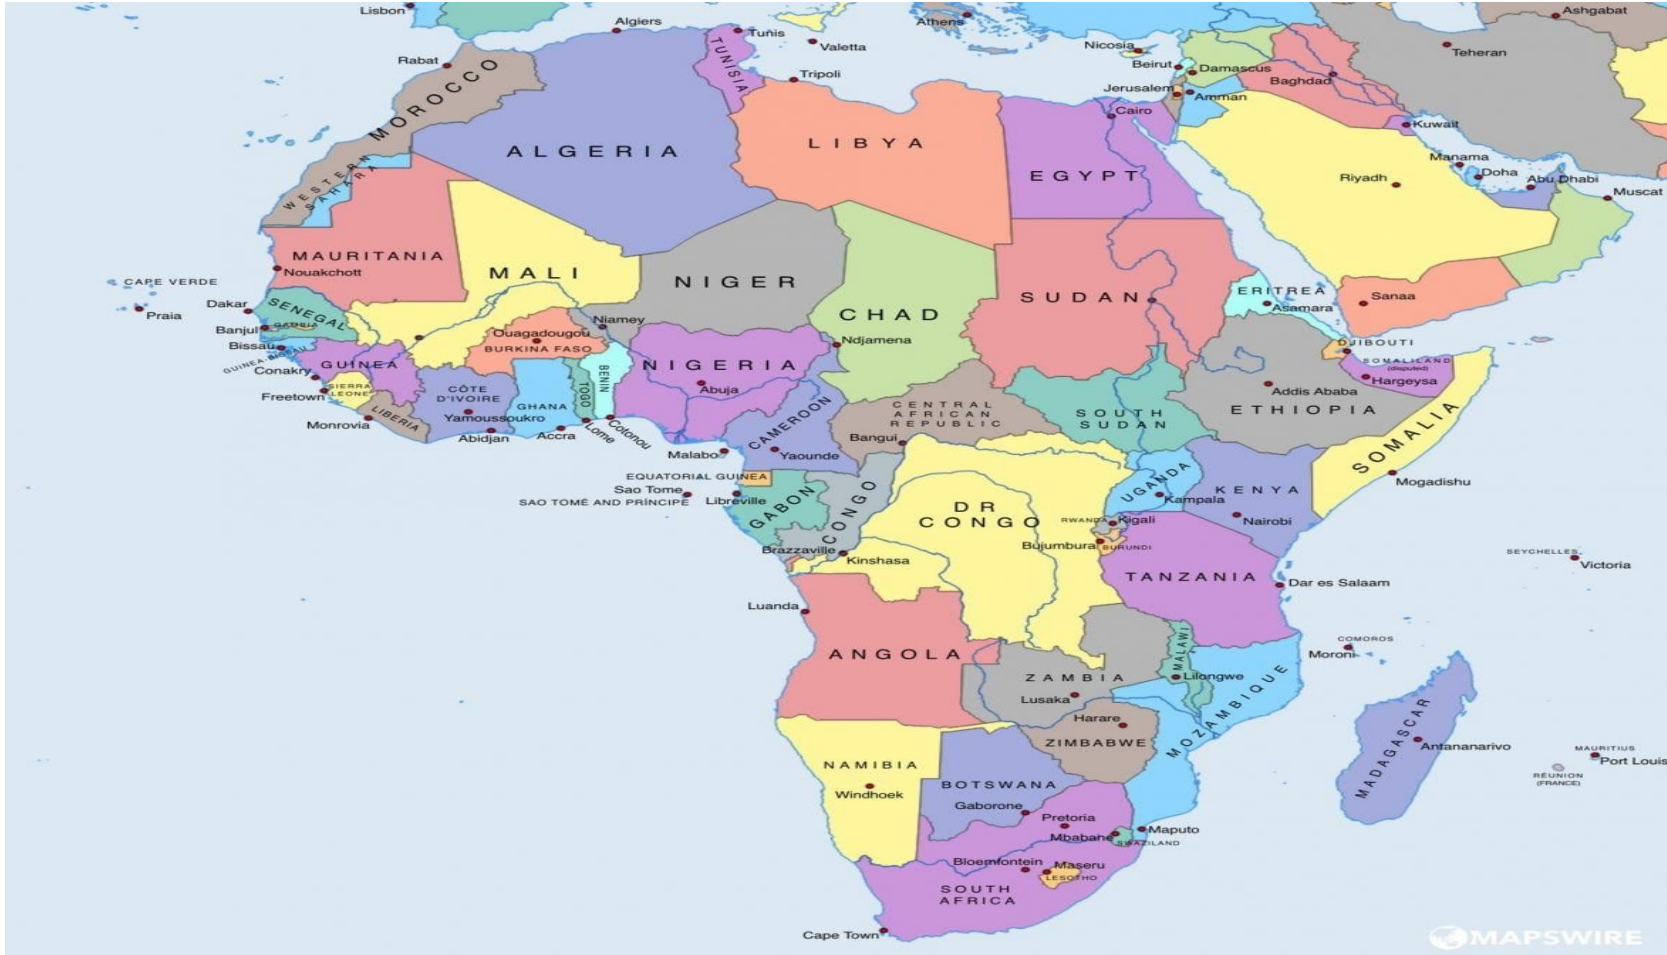 Lisbon
Algiers
Tunis
Athens
Ashgabat
Rabat
Valetta
Nicosia
Teheran
Tripoli
Beirut
Damascus
Baghdad
Jerusalem
Amman
TUNISIA
MOROCCO
Cairo
Kuwait
ALGERIA
LIBYA
EGYPT
Manama
Doha
Abu Dhabi
Riyadh
Muscat
WESTERN
SAHARA
MAURITANIA
Nouakchott
MALI
NIGER
CHAD
SUDAN
ERITREA
Asamara
Sanaa
CAPE VERDE
Praia
Dakar
SENEGAL
Banjul
GAMBIA
Bissau
GUINEA-BISSAU
Niamey
Ouagadougou
BURKINA FASO
Ndjamena
DJIBOUTI
SOMALILAND
(disputed)
Hargeysa
GUINEA
Conakry
SIERRA
LEONE
Freetown
NIGERIA
Abuja
BENIN
TOGO
GHANA
CÔTE
D'IVOIRE
Yamoussoukro
LIBERIA
Monrovia
Abidjan
Accra
Lome
Cotonou
CENTRAL
AFRICAN
REPUBLIC
Bangui
SOUTH
SUDAN
Addis Ababa
ETHIOPIA
SOMALIA
Mogadishu
CAMEROON
Yaounde
Malabo
EQUATORIAL GUINEA
Sao Tome
SAO TOMÉ AND PRÍNCIPE
Libreville
GABON
CONGO
DR
CONGO
UGANDA
Kampala
KENYA
Nairobi
RWANDA
Kigali
Bujumbura
BURUNDI
Brazzaville
Kinshasa
TANZANIA
Dar es Salaam
SEYCHELLES
Victoria
Luanda
ANGOLA
COMOROS
Moroni
MALAWI
Lilongwe
ZAMBIA
Lusaka
MOZAMBIQUE
Harare
ZIMBABWE
MADAGASCAR
Antananarivo
MAURITIUS
Port Louis
RÉUNION
(FRANCE)
NAMIBIA
Windhoek
BOTSWANA
Gaborone
Pretoria
Mbabane
Maputo
SWAZILAND
Bloemfontein
Maseru
LESOTHO
SOUTH
AFRICA
Cape Town
MAPSWIRE